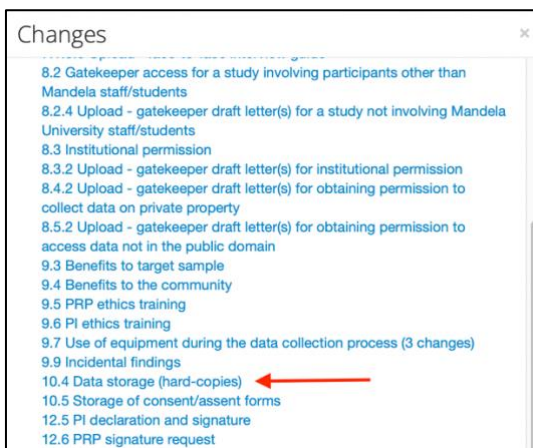 Changes
×
8.2 Gatekeeper access for a study involving participants other than
Mandela staff/students
8.2.4 Upload - gatekeeper draft letter(s) for a study not involving Mandela
University staff/students
8.3 Institutional permission
8.3.2 Upload - gatekeeper draft letter(s) for institutional permission
8.4.2 Upload - gatekeeper draft letter(s) for obtaining permission to
collect data on private property
8.5.2 Upload - gatekeeper draft letter(s) for obtaining permission to
access data not in the public domain
9.3 Benefits to target sample
9.4 Benefits to the community
9.5 PRP ethics training
9.6 PI ethics training
9.7 Use of equipment during the data collection process (3 changes)
9.9 Incidental findings
10.4 Data storage (hard-copies)
10.5 Storage of consent/assent forms
12.5 PI declaration and signature
12.6 PRP signature request